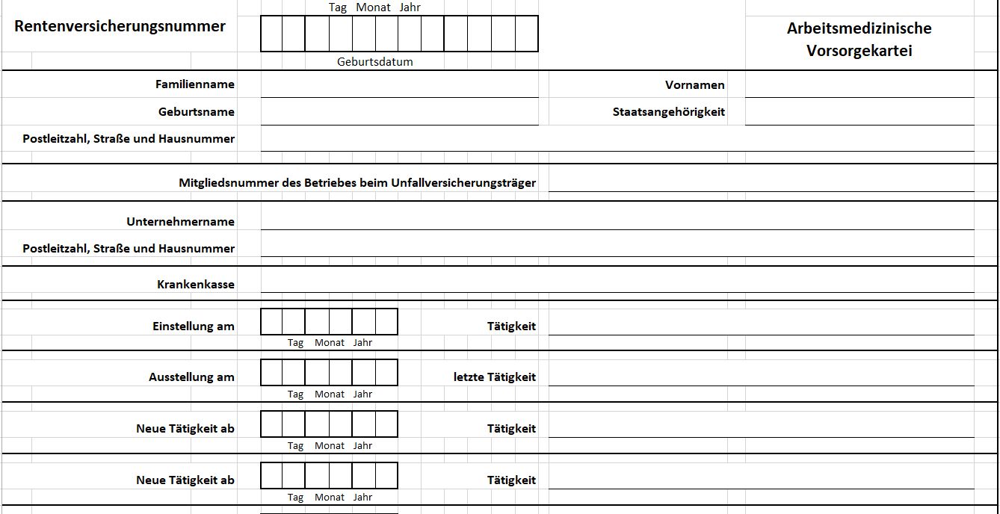 Tag Monat Jahr
Rentenversicherungsnummer
Arbeitsmedizinische
Vorsorgekartei
Geburtsdatum
Familienname
Vornamen
Geburtsname
Staatsangehörigkeit
Postleitzahl, Straße und Hausnummer
Mitgliedsnummer des Betriebes beim Unfallversicherungsträger
Unternehmername
Postleitzahl, Straße und Hausnummer
Krankenkasse
Einstellung am
Tätigkeit
Tag Monat Jahr
Ausstellung am
letzte Tätigkeit
Tag Monat Jahr
Neue Tätigkeit ab
Tätigkeit
Tag Monat Jahr
Neue Tätigkeit ab
Tätigkeit
Tag Monat Jahr